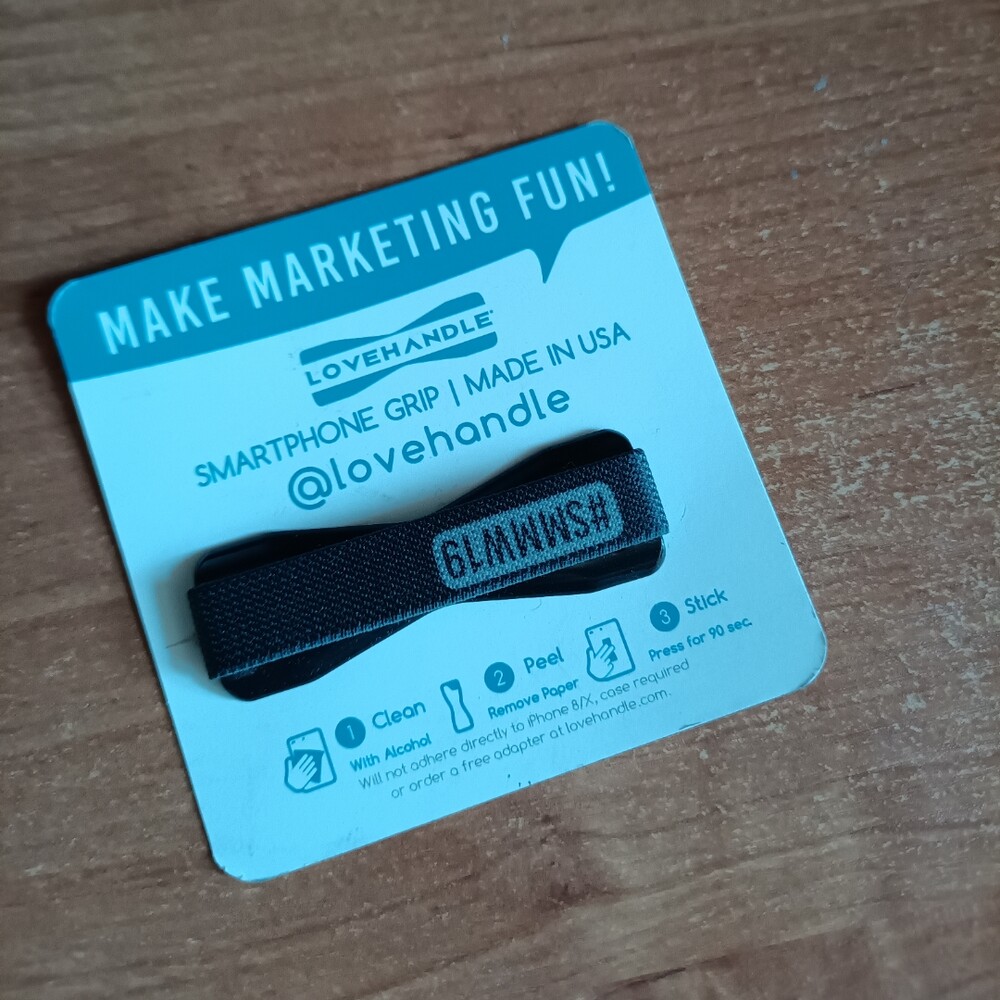 MAKE MARKETING FUN!
LOVEHANDLE
SMARTPHONE GRIP | MADE IN USA
@lovehandle
#SMMW19
1 Clean
With Alcohol
2 Peel
Remove Paper
3 Stick
Press for 90 sec.
Will not adhere directly to iPhone 8/X, case required
or order a free adapter at lovehandle.com.